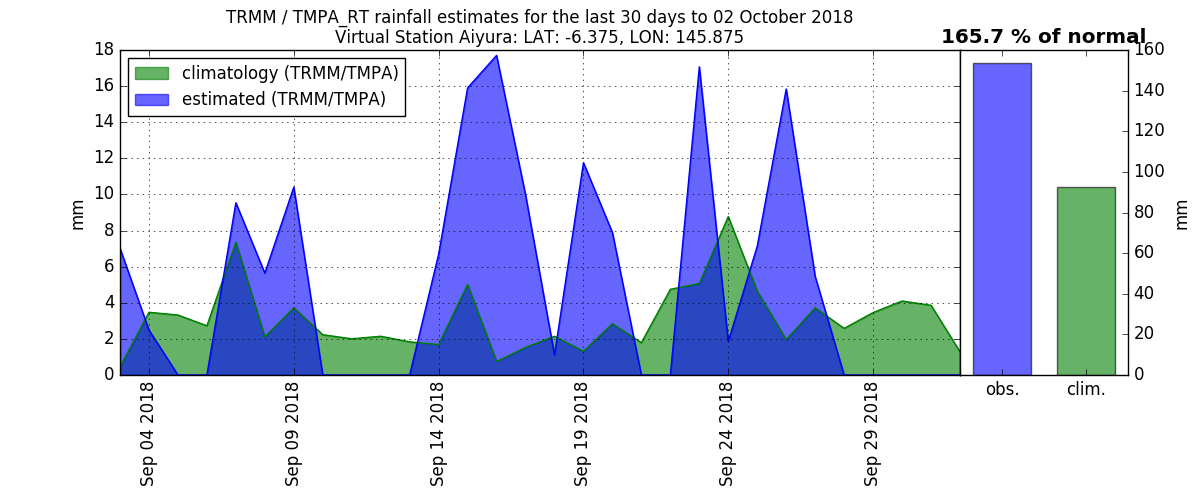 TRMM / TMPA_RT rainfall estimates for the last 30 days to 02 October 2018
Virtual Station Aiyura: LAT: -6.375, LON: 145.875
165.7 % of normal
climatology (TRMM/TMPA)
estimated (TRMM/TMPA)
mm
18
16
14
12
10
8
6
4
2
0
Sep 04 2018
Sep 09 2018
Sep 14 2018
Sep 19 2018
Sep 24 2018
Sep 29 2018
160
140
120
100
80
60
40
20
0
mm
obs.
clim.